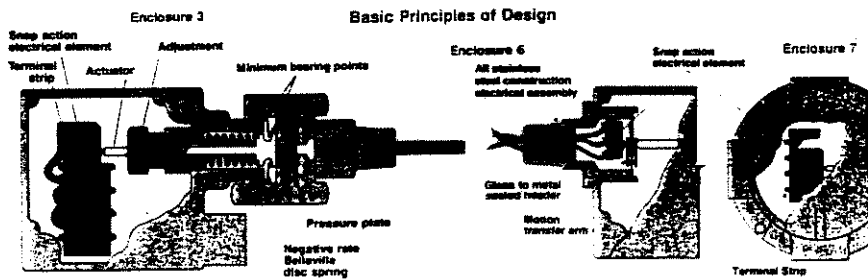 Basic Principles of Design
Enclosure 3
Snap action
electrical element
Terminal
strip
Actuator
Adjustment
Minimum bearing points
Pressure plate
Negative rate
Belleville
disc spring
Enclosure 6
All stainless
steel construction
electrical assembly
Snap action
electrical element
Glass to metal
sealed header
Motion
transfer arm
Enclosure 7
Terminal Strip